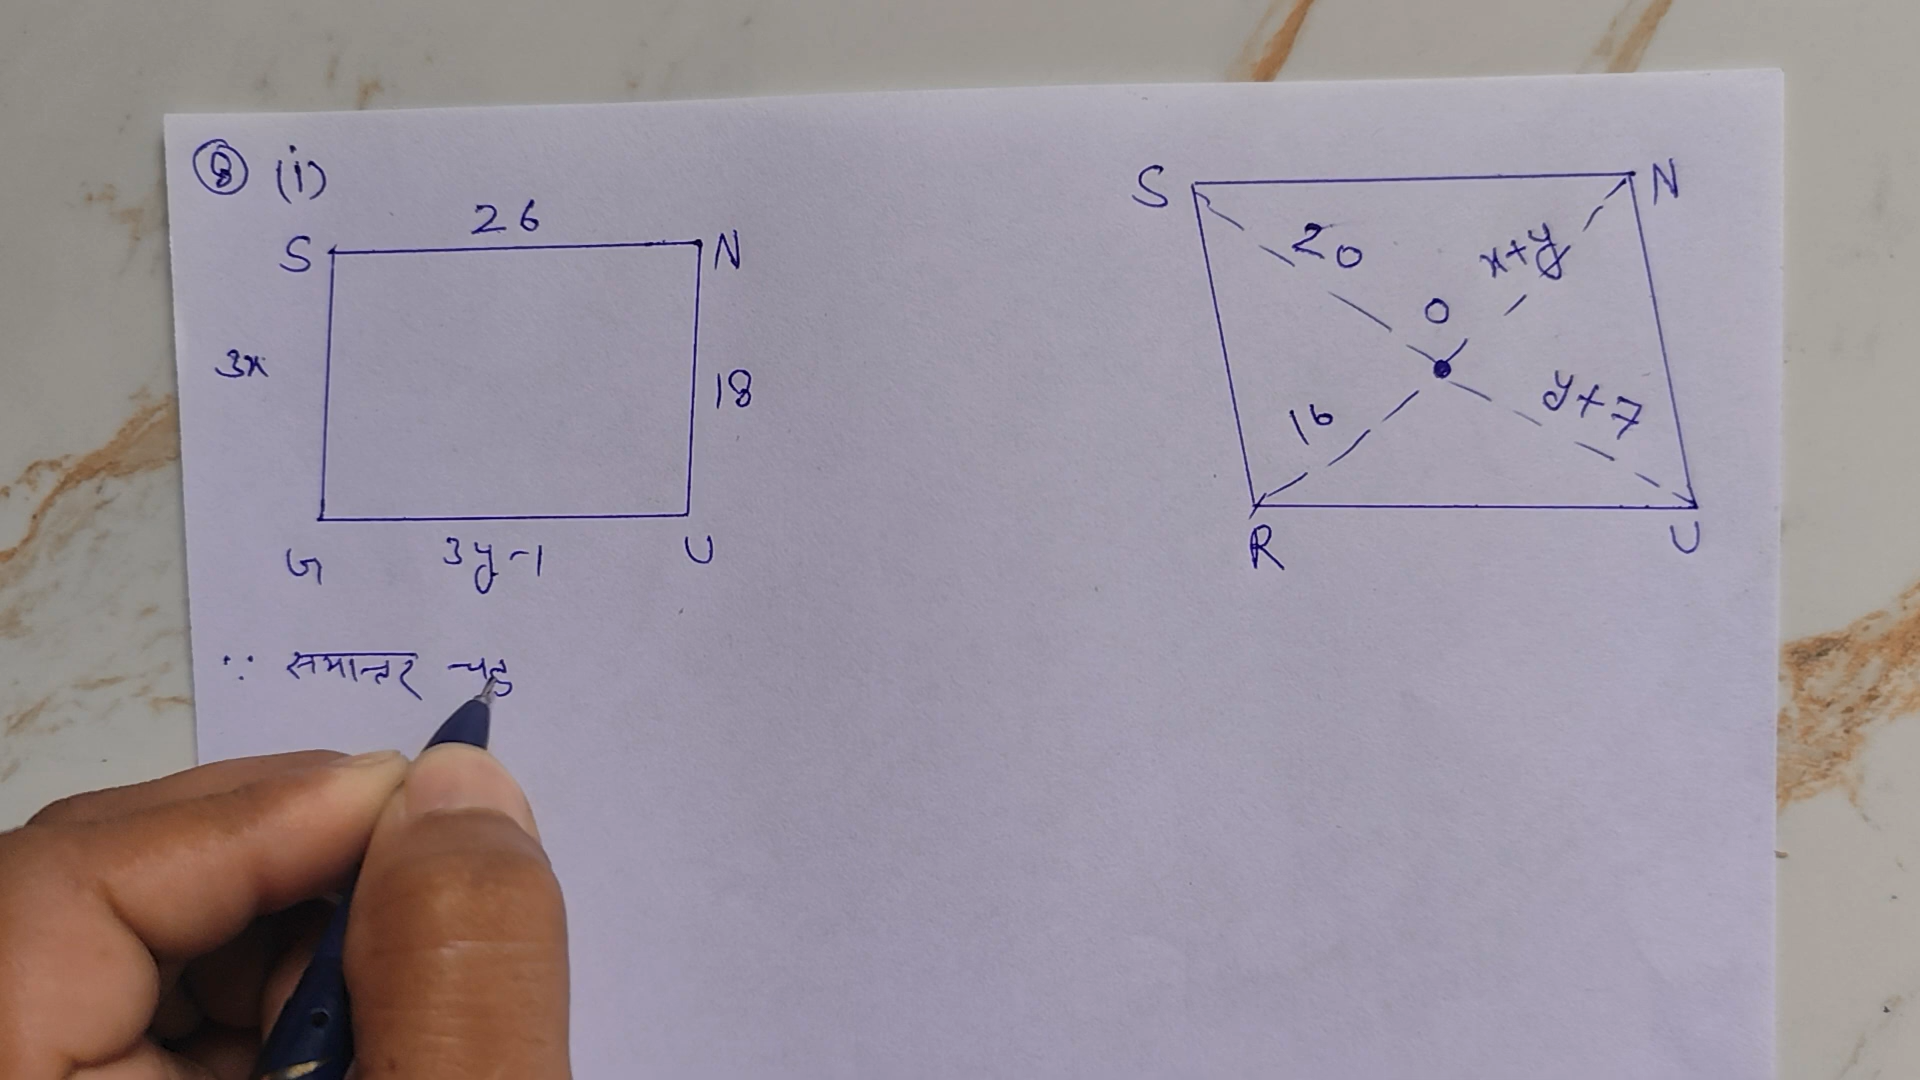 8 (i)
26
S N
3x 18
G 3y-1 U
S N
20 x+y
O
16 y+7
R U
∵ समान्तर चतु